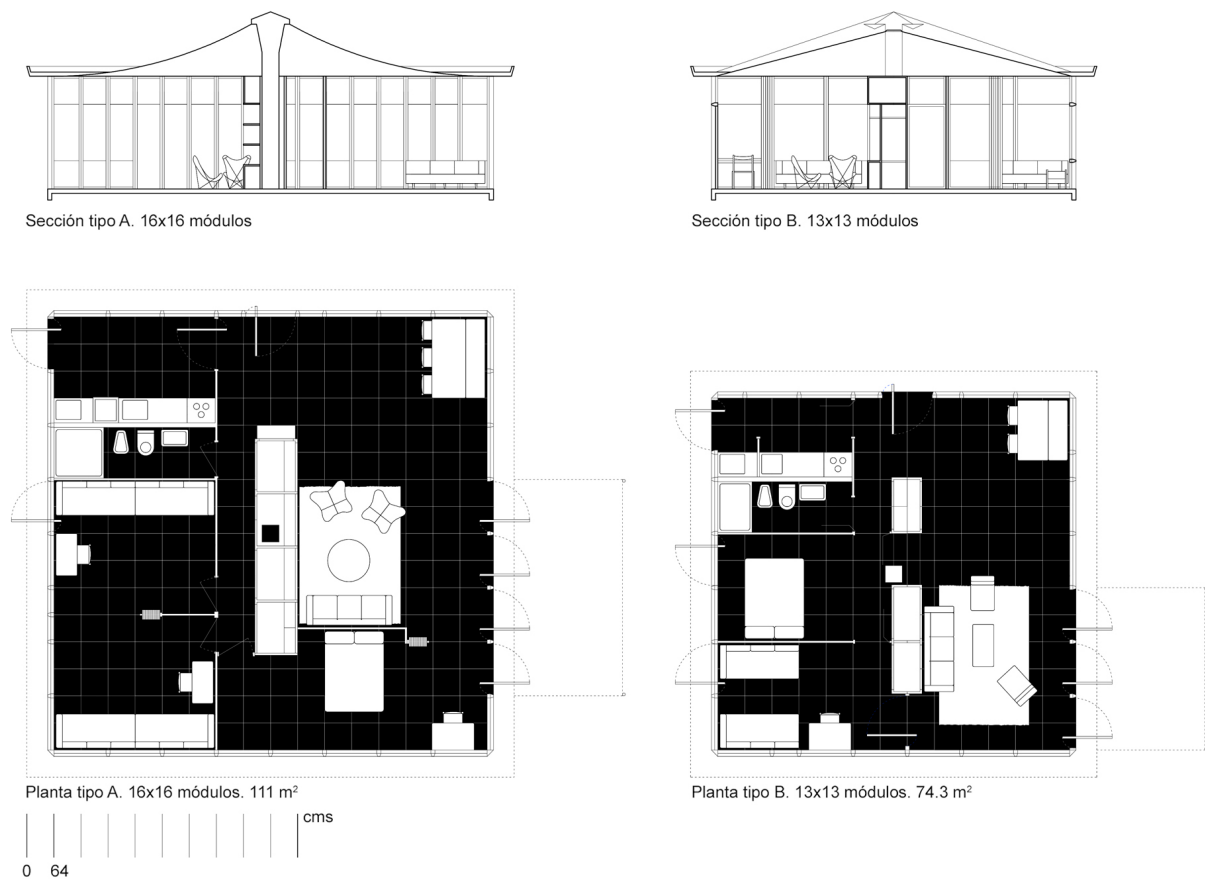 Sección tipo A. 16x16 módulos
Sección tipo B. 13x13 módulos
Planta tipo A. 16x16 módulos. 111 m²
Planta tipo B. 13x13 módulos. 74.3 m²
cms
0 64